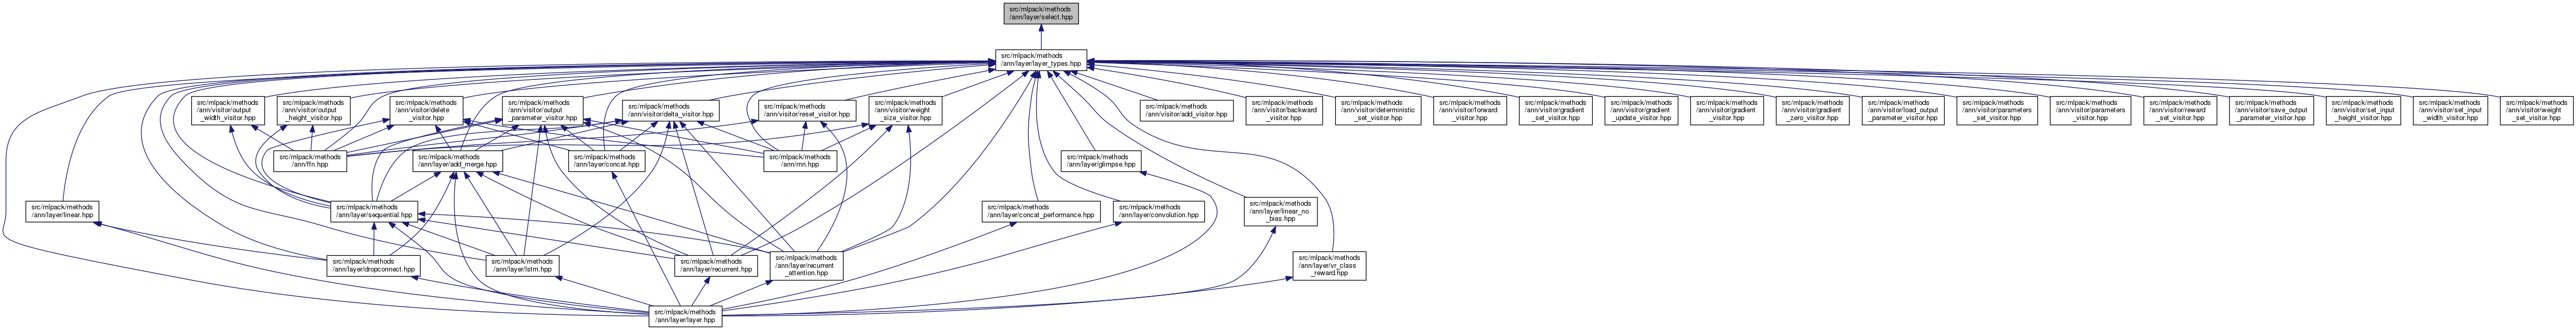 src/mlpack/methods
/ann/layer/select.hpp
src/mlpack/methods
/ann/layer/layer_types.hpp
src/mlpack/methods
/ann/visitor/output
_width_visitor.hpp
src/mlpack/methods
/ann/visitor/output
_height_visitor.hpp
src/mlpack/methods
/ann/visitor/delete
_visitor.hpp
src/mlpack/methods
/ann/visitor/output
_parameter_visitor.hpp
src/mlpack/methods
/ann/visitor/delta_visitor.hpp
src/mlpack/methods
/ann/visitor/reset_visitor.hpp
src/mlpack/methods
/ann/visitor/weight
_size_visitor.hpp
src/mlpack/methods
/ann/visitor/add_visitor.hpp
src/mlpack/methods
/ann/visitor/backward
_visitor.hpp
src/mlpack/methods
/ann/visitor/deterministic
_set_visitor.hpp
src/mlpack/methods
/ann/visitor/forward
_visitor.hpp
src/mlpack/methods
/ann/visitor/gradient
_set_visitor.hpp
src/mlpack/methods
/ann/visitor/gradient
_update_visitor.hpp
src/mlpack/methods
/ann/visitor/gradient
_visitor.hpp
src/mlpack/methods
/ann/visitor/gradient
_zero_visitor.hpp
src/mlpack/methods
/ann/visitor/load_output
_parameter_visitor.hpp
src/mlpack/methods
/ann/visitor/parameters
_set_visitor.hpp
src/mlpack/methods
/ann/visitor/parameters
_visitor.hpp
src/mlpack/methods
/ann/visitor/reward
_set_visitor.hpp
src/mlpack/methods
/ann/visitor/save_output
_parameter_visitor.hpp
src/mlpack/methods
/ann/visitor/set_input
_height_visitor.hpp
src/mlpack/methods
/ann/visitor/set_input
_width_visitor.hpp
src/mlpack/methods
/ann/visitor/weight
_set_visitor.hpp
src/mlpack/methods
/ann/ffn.hpp
src/mlpack/methods
/ann/layer/add_merge.hpp
src/mlpack/methods
/ann/layer/concat.hpp
src/mlpack/methods
/ann/rnn.hpp
src/mlpack/methods
/ann/layer/glimpse.hpp
src/mlpack/methods
/ann/layer/linear.hpp
src/mlpack/methods
/ann/layer/sequential.hpp
src/mlpack/methods
/ann/layer/concat_performance.hpp
src/mlpack/methods
/ann/layer/convolution.hpp
src/mlpack/methods
/ann/layer/linear_no
_bias.hpp
src/mlpack/methods
/ann/layer/dropconnect.hpp
src/mlpack/methods
/ann/layer/lstm.hpp
src/mlpack/methods
/ann/layer/recurrent.hpp
src/mlpack/methods
/ann/layer/recurrent
_attention.hpp
src/mlpack/methods
/ann/layer/vr_class
_reward.hpp
src/mlpack/methods
/ann/layer/layer.hpp